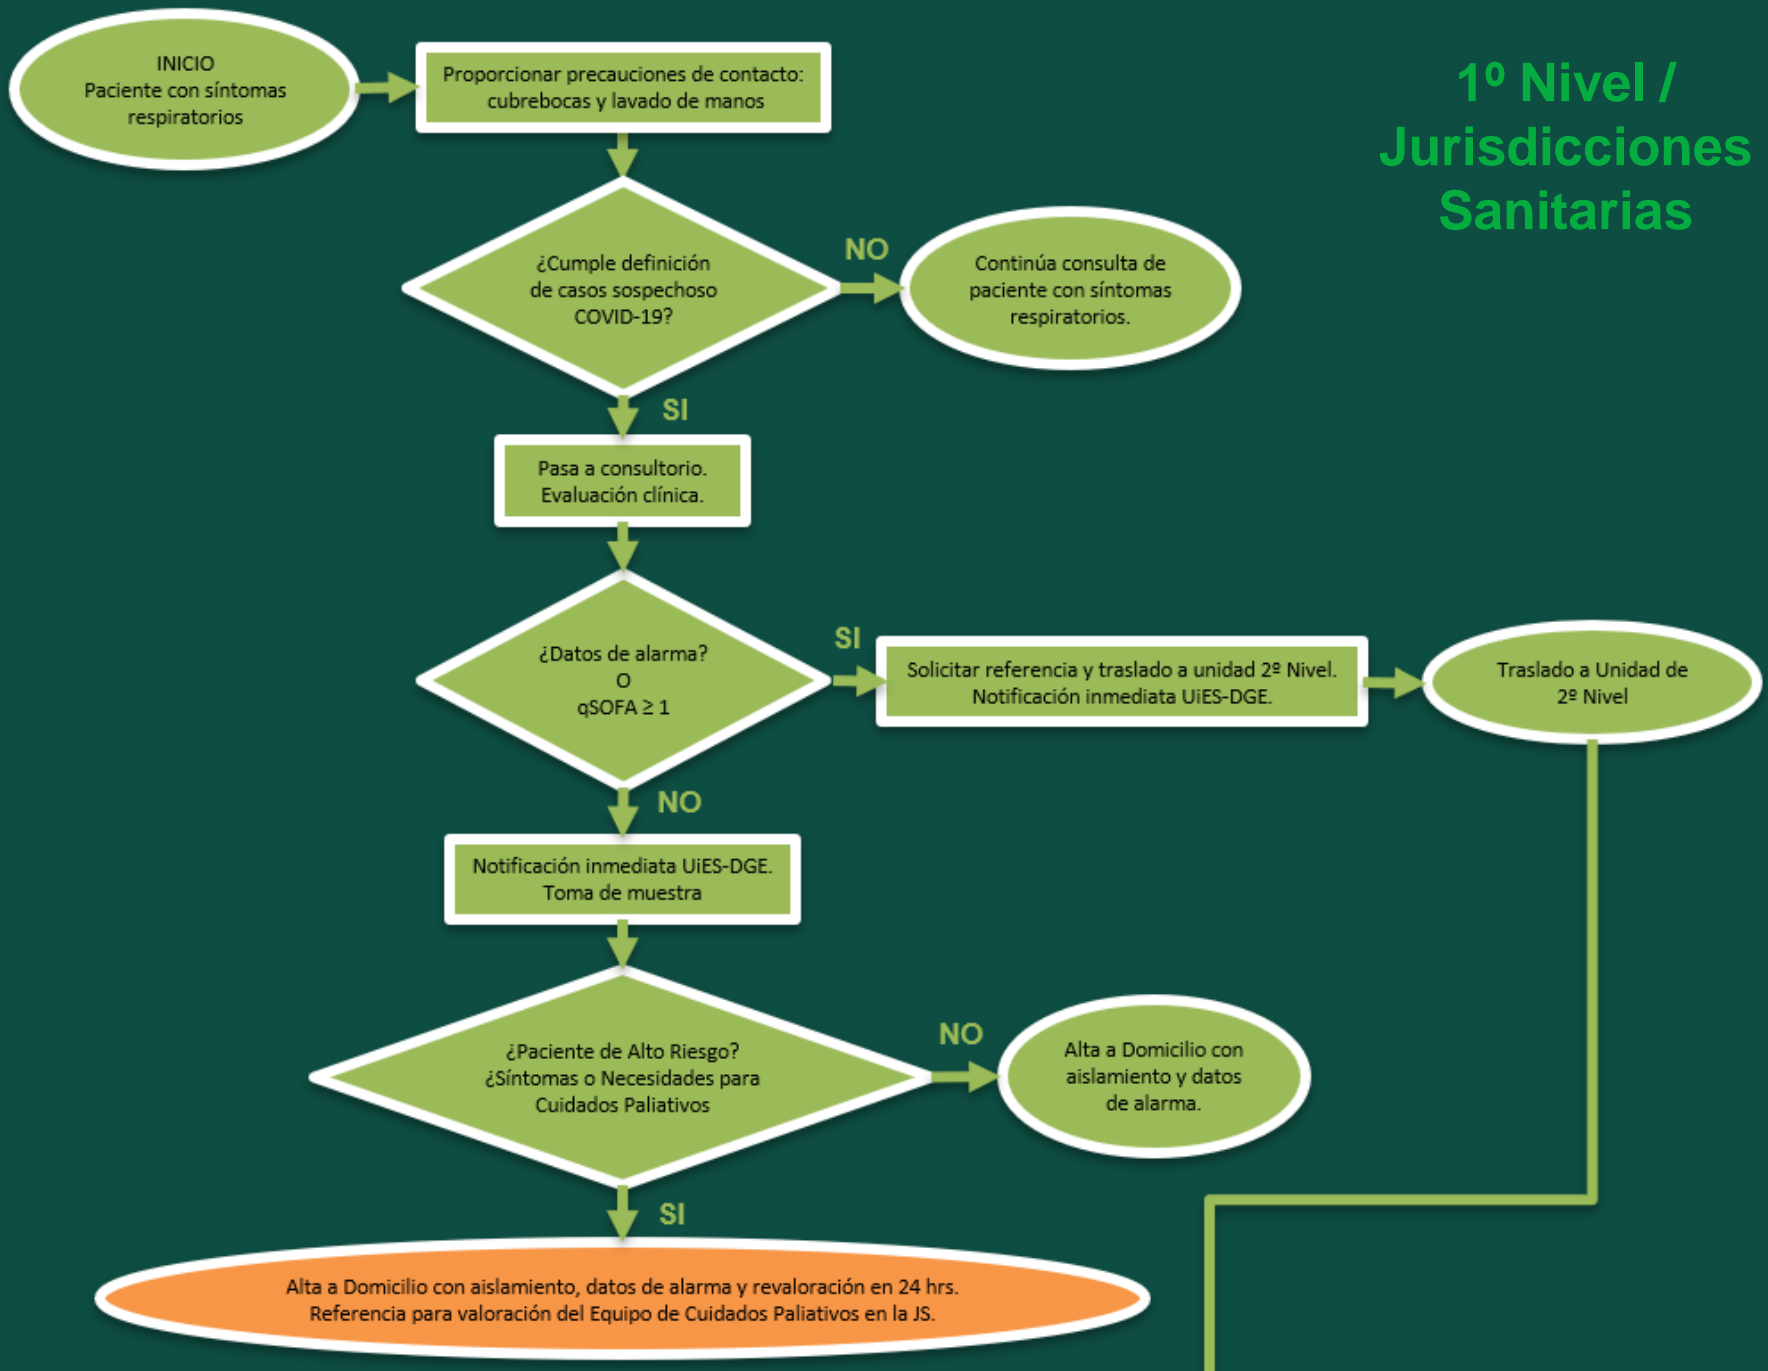 1º Nivel /
Jurisdicciones
Sanitarias
INICIO
Paciente con síntomas
respiratorios
Proporcionar precauciones de contacto:
cubrebocas y lavado de manos
¿Cumple definición
de casos sospechoso
COVID-19?
NO
Continúa consulta de
paciente con síntomas
respiratorios.
SI
Pasa a consultorio.
Evaluación clínica.
¿Datos de alarma?
O
qSOFA ≥ 1
SI
Solicitar referencia y traslado a unidad 2º Nivel.
Notificación inmediata UiES-DGE.
Traslado a Unidad de
2º Nivel
NO
Notificación inmediata UiES-DGE.
Toma de muestra
¿Paciente de Alto Riesgo?
¿Síntomas o Necesidades para
Cuidados Paliativos
NO
Alta a Domicilio con
aislamiento y datos
de alarma.
SI
Alta a Domicilio con aislamiento, datos de alarma y revaloración en 24 hrs.
Referencia para valoración del Equipo de Cuidados Paliativos en la JS.